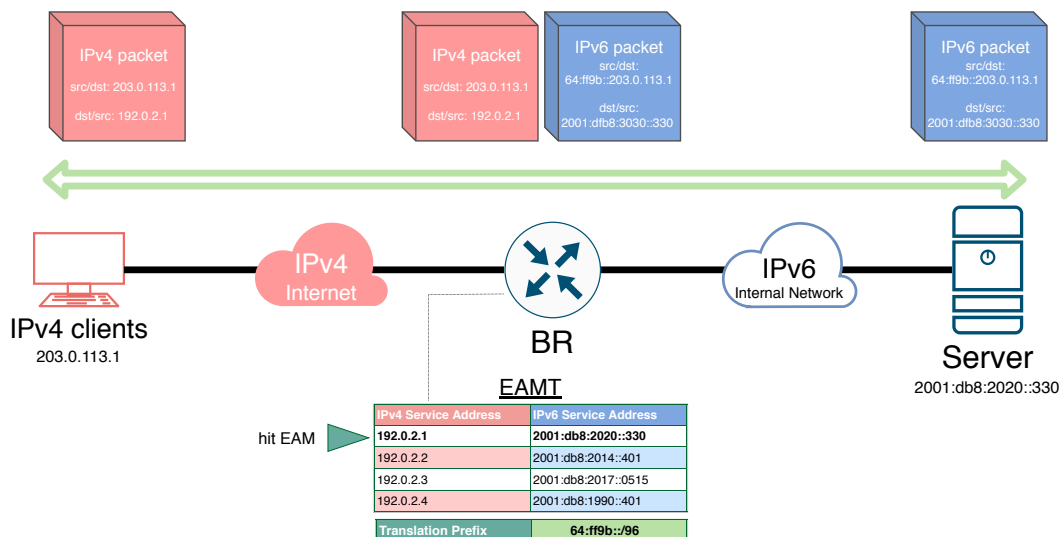 IPv4 packet
src/dst: 203.0.113.1
dst/src: 192.0.2.1
IPv4 packet
src/dst: 203.0.113.1
dst/src: 192.0.2.1
IPv6 packet
src/dst:
64:ff9b::203.0.113.1
dst/src:
2001:dfb8:3030::330
IPv6 packet
src/dst:
64:ff9b::203.0.113.1
dst/src:
2001:dfb8:3030::330
IPv4
Internet
IPv6
Internal Network
IPv4 clients
203.0.113.1
BR
Server
2001:db8:2020::330
EAMT
IPv4 Service Address IPv6 Service Address
hit EAM
192.0.2.1 2001:db8:2020::330
192.0.2.2 2001:db8:2014::401
192.0.2.3 2001:db8:2017::0515
192.0.2.4 2001:db8:1990::401
Translation Prefix 64:ff9b::/96